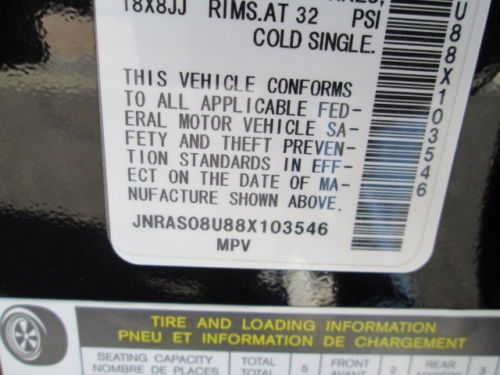 18X8JJ RIMS.AT 32 PSI
COLD SINGLE.
THIS VEHICLE CONFORMS
TO ALL APPLICABLE FED-
ERAL MOTOR VEHICLE SA-
FETY AND THEFT PREVEN-
TION STANDARDS IN EFF-
ECT ON THE DATE OF MA-
NUFACTURE SHOWN ABOVE.
JNRAS08U88X103546
MPV
U88X103546
TIRE AND LOADING INFORMATION
PNEU ET INFORMATION DE CHARGEMENT
SEATING CAPACITY TOTAL 5 FRONT 2 REAR 3
NOMBRE DE PLACES TOTAL AVANT